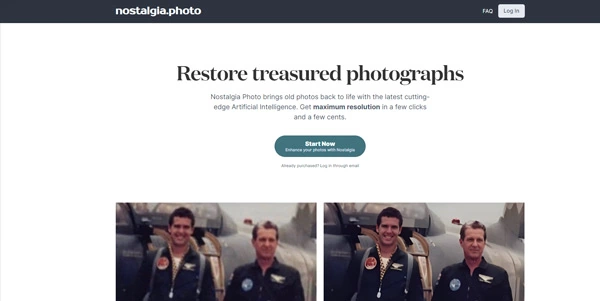 nostalgia.photo
FAQ
Log In
Restore treasured photographs
Nostalgia Photo brings old photos back to life with the latest cutting-
edge Artificial Intelligence. Get maximum resolution in a few clicks
and a few cents.
Start Now
Enhance your photos with Nostalgia
Already purchased? Log in through email